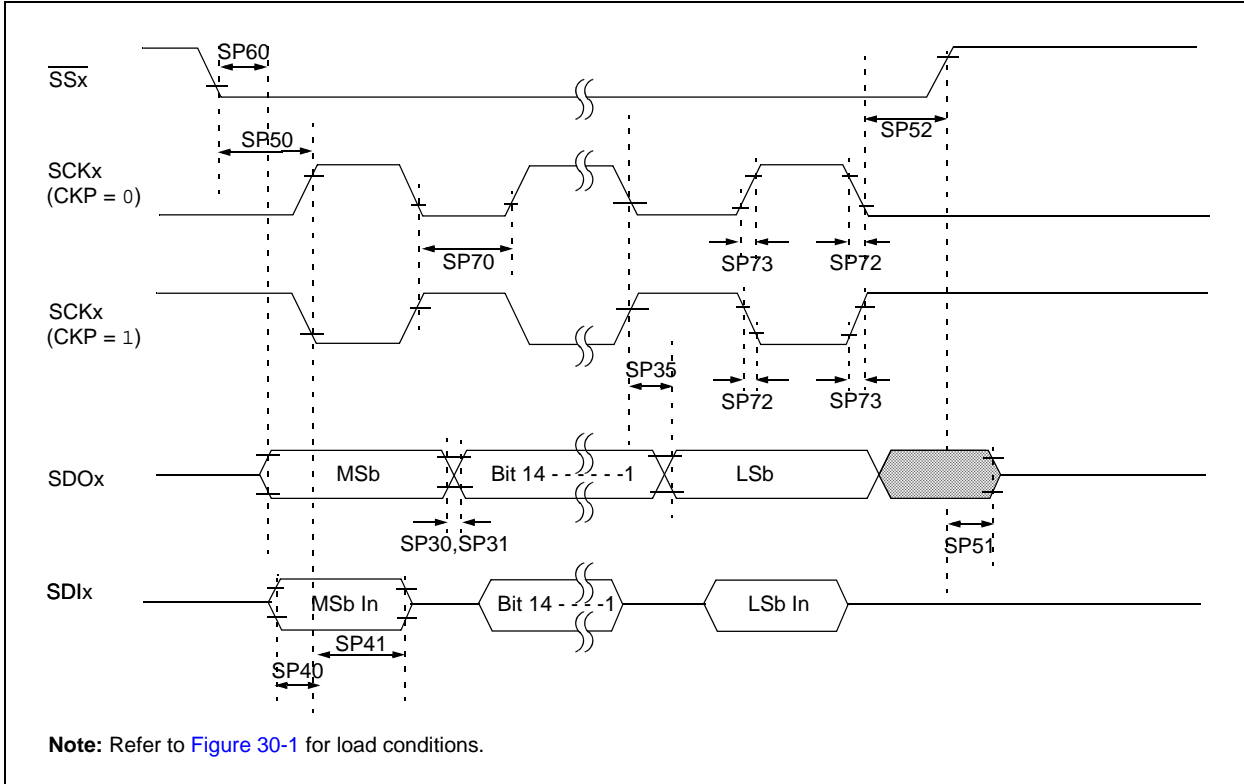 SP60
SSx
SP52
SP50
SCKx
(CKP = 0)
SP70
SP73
SP72
SCKx
(CKP = 1)
SP35
SP72
SP73
SDOx
MSb
Bit 14 - - - - - -1
LSb
SP30,SP31
SP51
SDIx
MSb In
Bit 14 - - - -1
LSb In
SP41
SP40
Note: Refer to Figure 30-1 for load conditions.